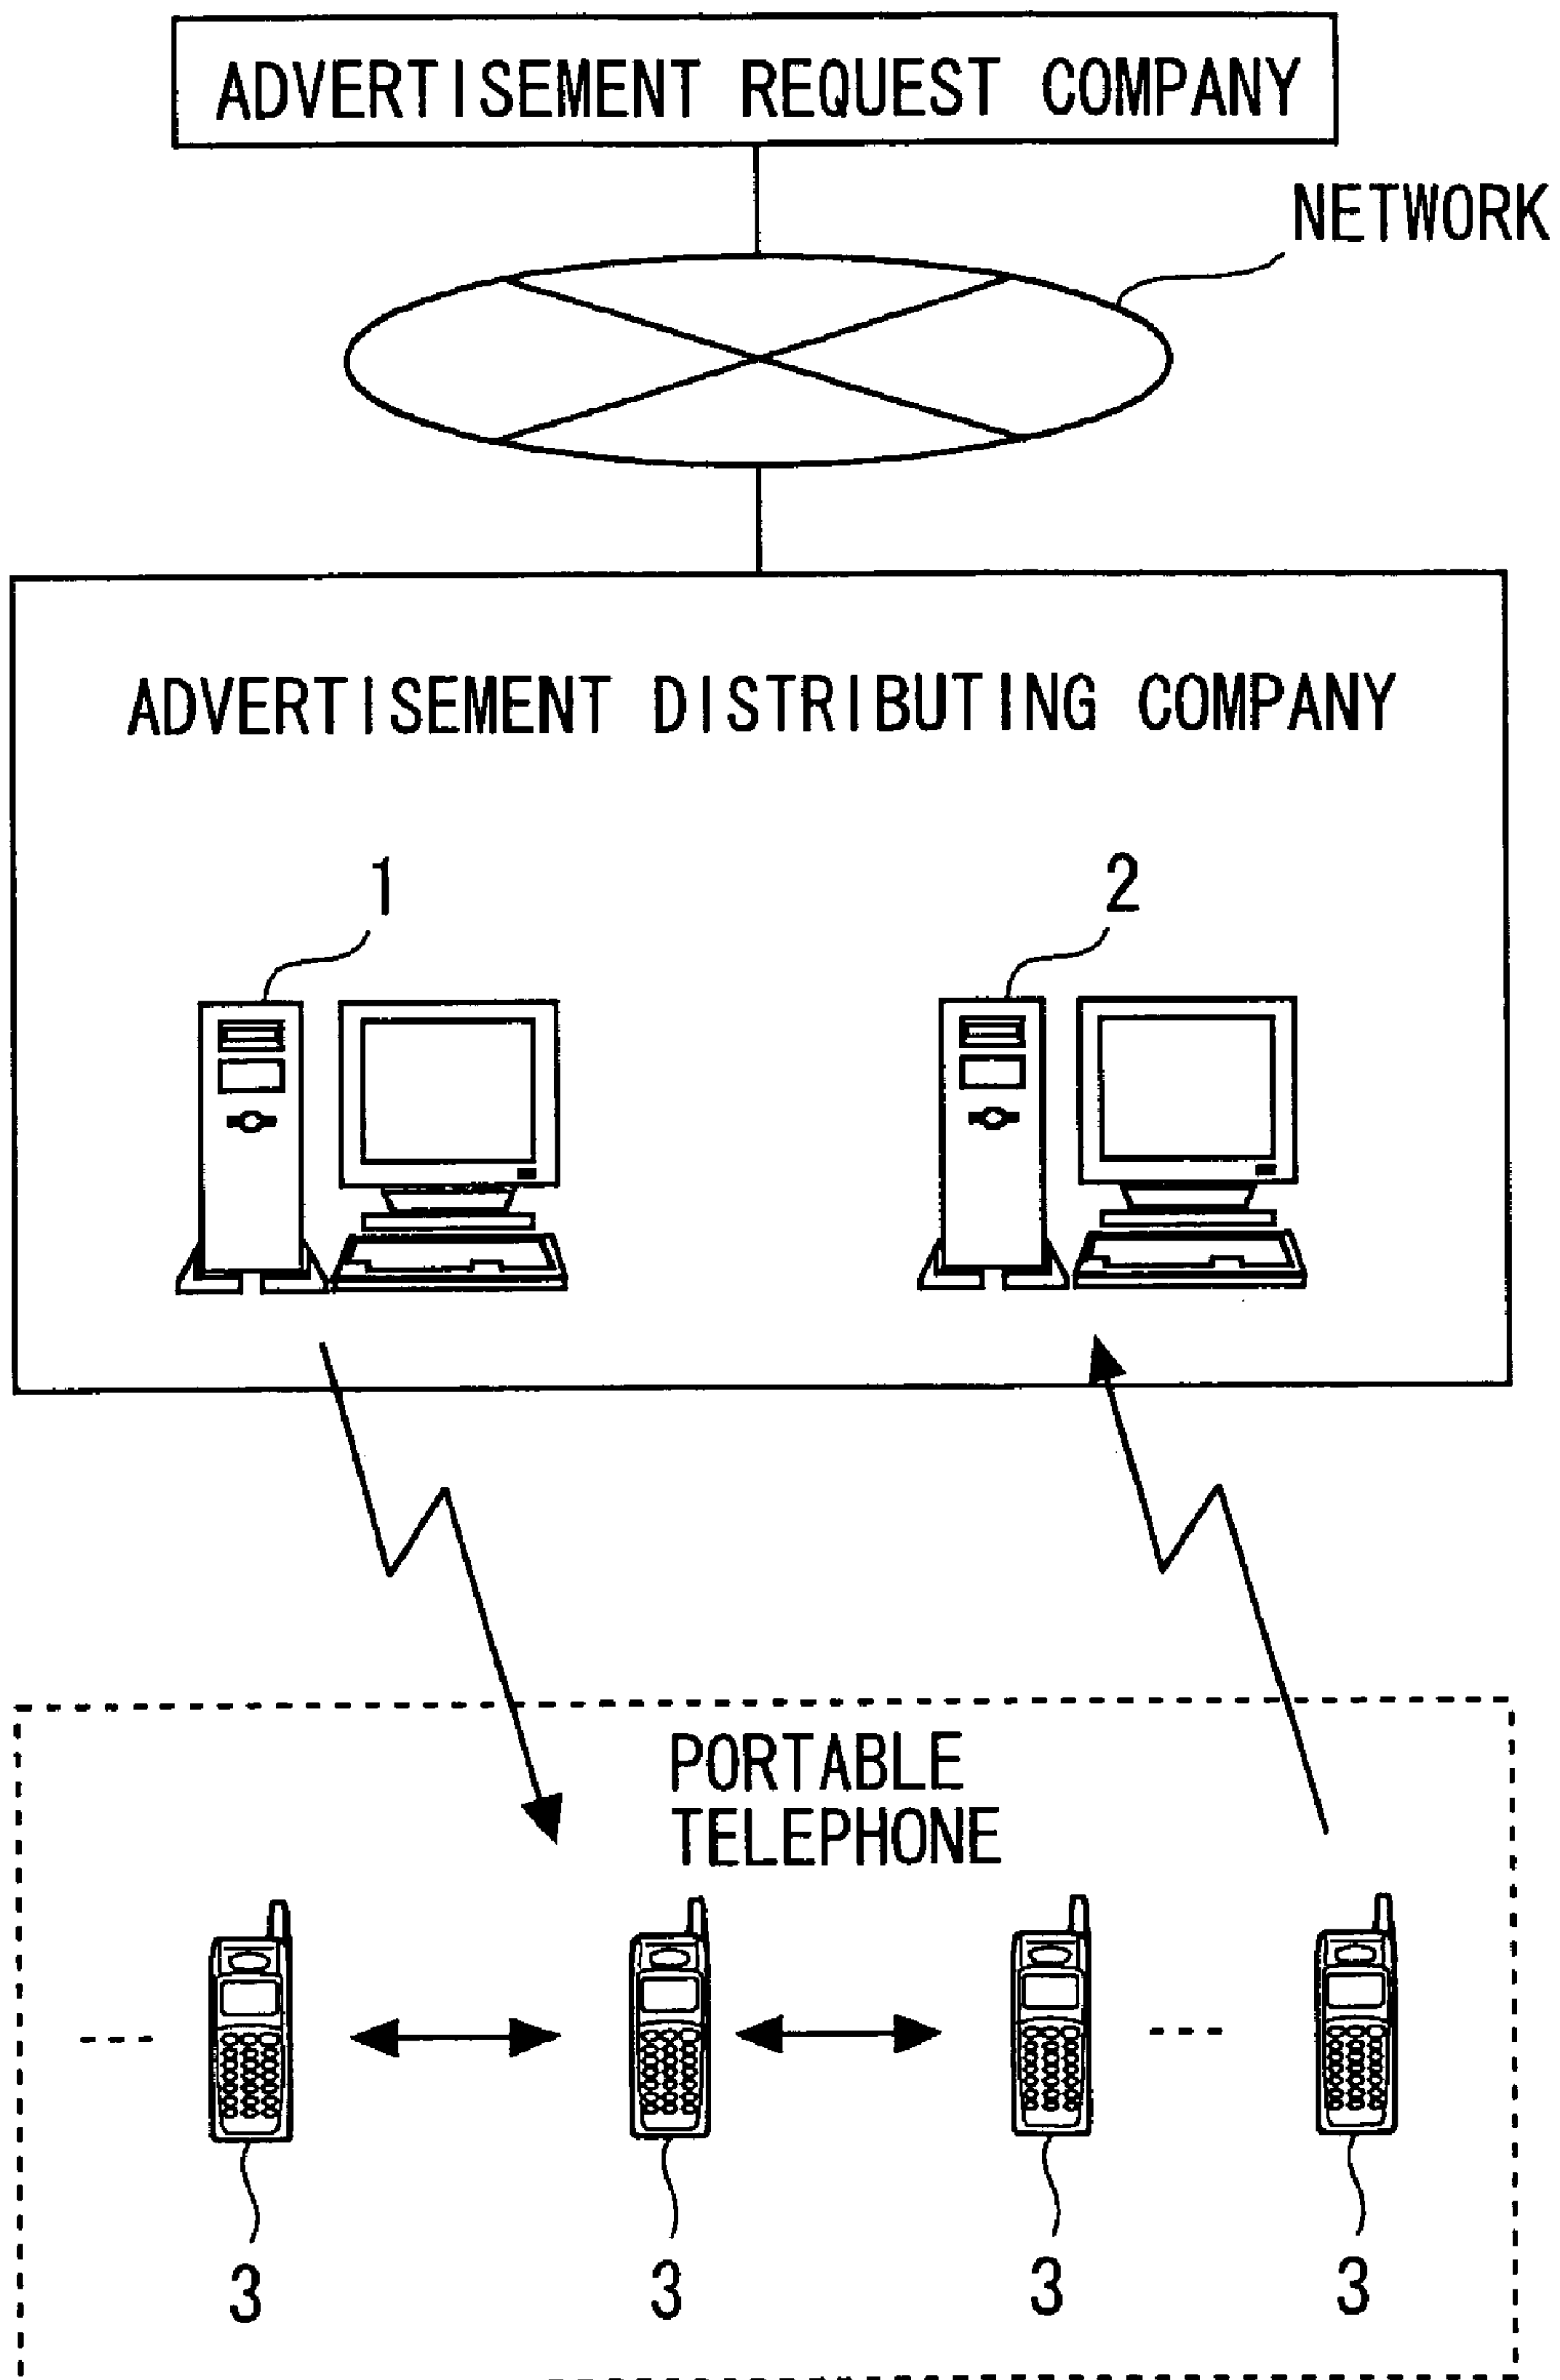 ADVERTISEMENT REQUEST COMPANY
NETWORK
ADVERTISEMENT DISTRIBUTING COMPANY
1
2
PORTABLE
TELEPHONE
3
3
3
3